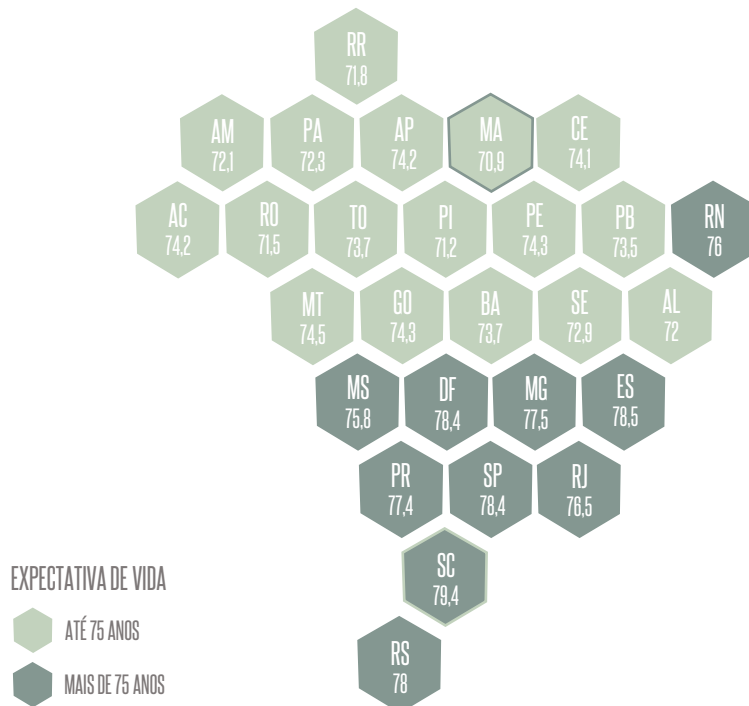 RR
71,8
AM
72,1
PA
72,3
AP
74,2
MA
70,9
CE
74,1
AC
74,2
RO
71,5
TO
73,7
PI
71,2
PE
74,3
PB
73,5
RN
76
MT
74,5
GO
74,3
BA
73,7
SE
72,9
AL
72
MS
75,8
DF
78,4
MG
77,5
ES
78,5
PR
77,4
SP
78,4
RJ
76,5
SC
79,4
RS
78
EXPECTATIVA DE VIDA
ATÉ 75 ANOS
MAIS DE 75 ANOS